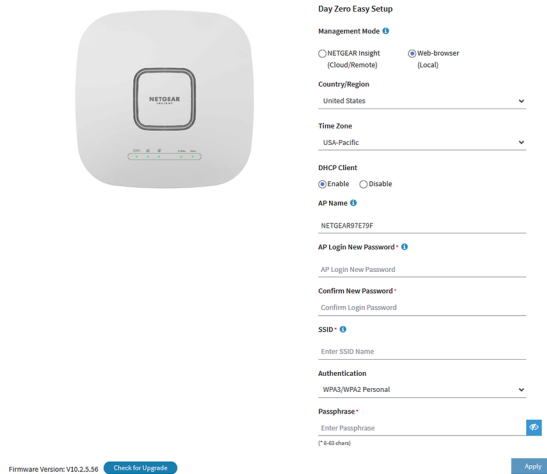 Day Zero Easy Setup
Management Mode
NETGEAR Insight
(Cloud/Remote)
Web-browser
(Local)
Country/Region
United States
Time Zone
USA-Pacific
DHCP Client
Enable
Disable
AP Name
NETGEAR97E79F
AP Login New Password*
AP Login New Password
Confirm New Password*
Confirm Login Password
SSID*
Enter SSID Name
Authentication
WPA3/WPA2 Personal
Passphrase*
Enter Passphrase
(* 8-63 chars)
Apply
NETGEAR
Firmware Version: V10.2.5.56
Check for Upgrade